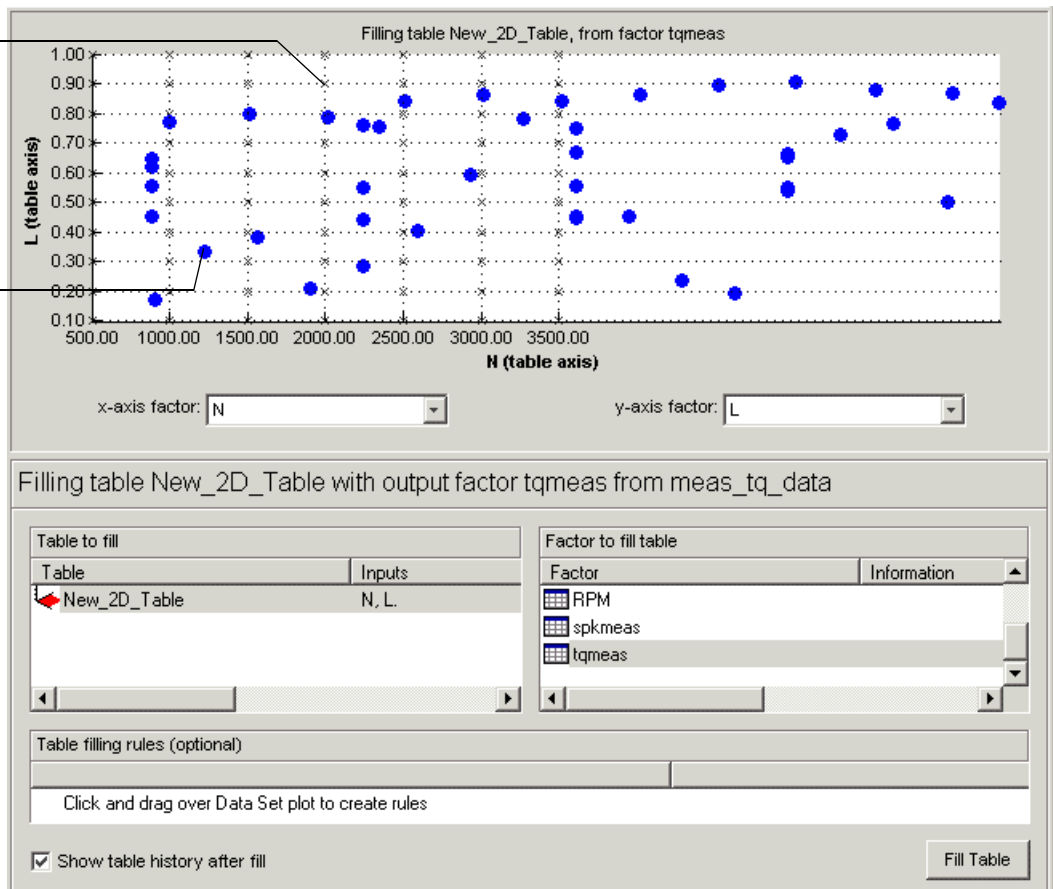 Filling table New_2D_Table, from factor tqmeas
1.00
0.90
0.80
0.70
0.60
0.50
0.40
0.30
0.20
0.10
L (table axis)
500.00 1000.00 1500.00 2000.00 2500.00 3000.00 3500.00
N (table axis)
x-axis factor: N y-axis factor: L
Filling table New_2D_Table with output factor tqmeas from meas_tq_data
Table to fill
Table Inputs
New_2D_Table N, L.
Factor to fill table
Factor Information
RPM
spkmeas
tqmeas
Table filling rules (optional)
Click and drag over Data Set plot to create rules
Show table history after fill
Fill Table